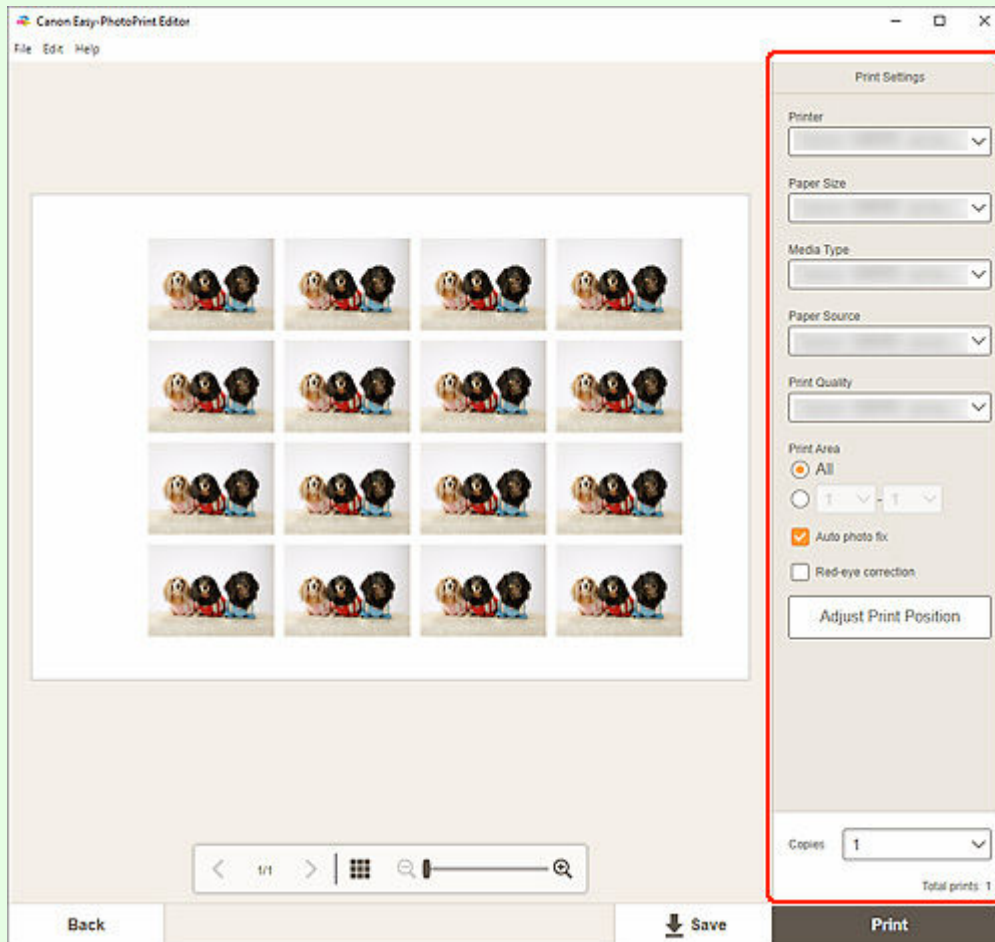 Canon Easy-PhotoPrint Editor
File Edit Help
Print Settings
Printer
Paper Size
Media Type
Paper Source
Print Quality
Print Area
All
1 - 1
Auto photo fix
Red-eye correction
Adjust Print Position
Copies 1
1/1
Total prints: 1
Back
Save
Print